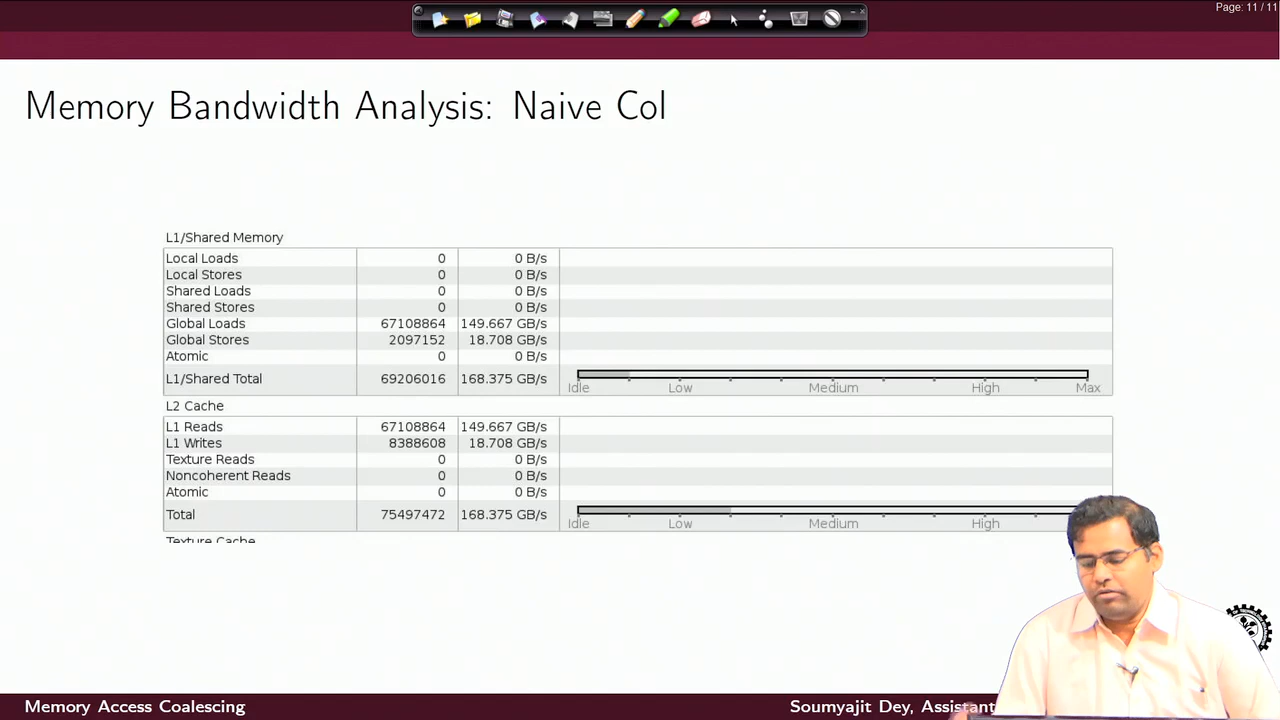 Page: 11 / 11
Memory Bandwidth Analysis: Naive Col
L1/Shared Memory
Local Loads 0 0 B/s
Local Stores 0 0 B/s
Shared Loads 0 0 B/s
Shared Stores 0 0 B/s
Global Loads 67108864 149.667 GB/s
Global Stores 2097152 18.708 GB/s
Atomic 0 0 B/s
L1/Shared Total 69206016 168.375 GB/s
Idle Low Medium High Max
L2 Cache
L1 Reads 67108864 149.667 GB/s
L1 Writes 8388608 18.708 GB/s
Texture Reads 0 0 B/s
Noncoherent Reads 0 0 B/s
Atomic 0 0 B/s
Total 75497472 168.375 GB/s
Idle Low Medium High
Texture Cache
Memory Access Coalescing
Soumyajit Dey, Assistant